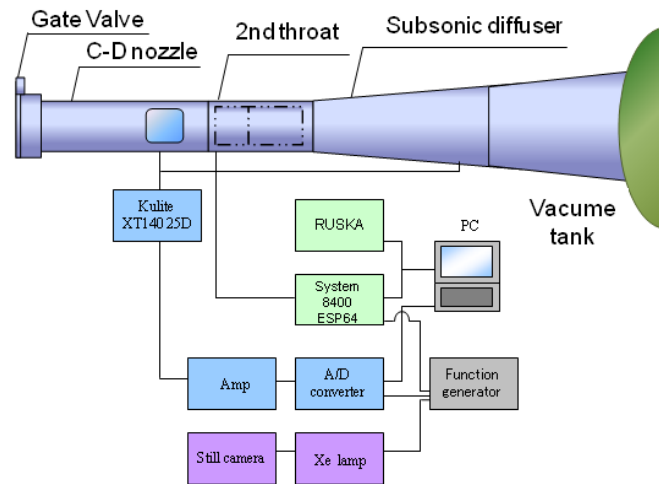 Gate Valve
C-D nozzle
2nd throat
Subsonic diffuser
Kulite
XT140 25D
RUSKA
PC
Vacume
tank
System
8400
ESP64
Amp
A/D
converter
Function
generator
Still camera
Xe lamp